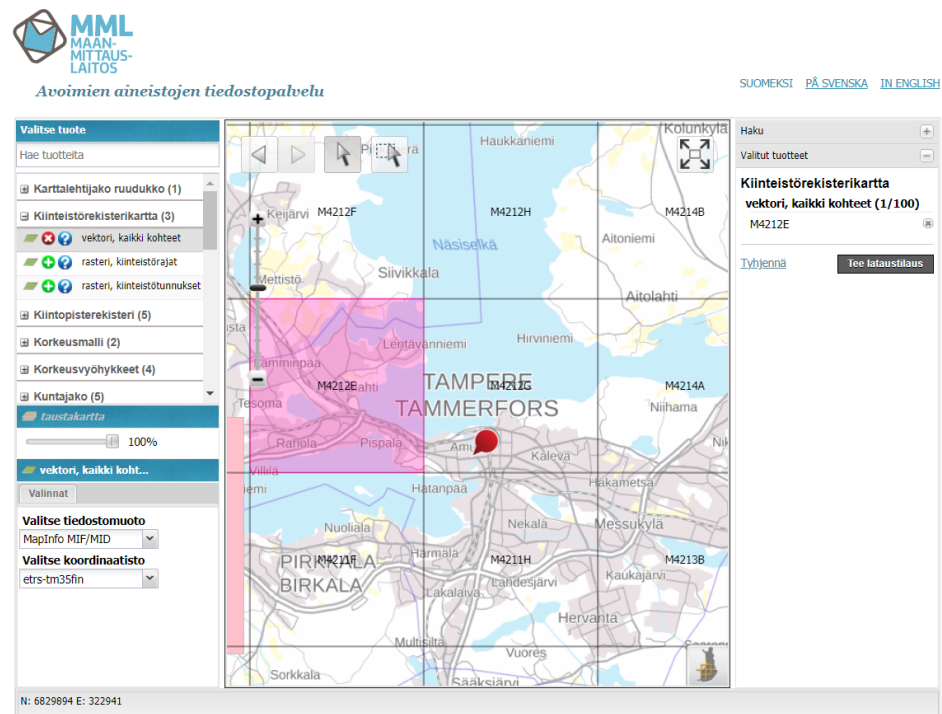 MML
MAAN-
MITTAUS-
LAITOS
Avoimien aineistojen tiedostopalvelu
SUOMEKSI PÅ SVENSKA IN ENGLISH
Valitse tuote
Hae tuotteita
Karttalehtijako ruudukko (1)
Kiinteistörekisterikartta (3)
vektori, kaikki kohteet
rasteri, kiinteistörajat
rasteri, kiinteistötunnukset
Kiintopisterekisteri (5)
Korkeusmalli (2)
Korkeusvyöhykkeet (4)
Kuntajako (5)
taustakartta
100%
vektori, kaikki koht...
Valinnat
Valitse tiedostomuoto
MapInfo MIF/MID
Valitse koordinaatisto
etrs-tm35fin
Kolunkylä
Haukkaniemi
Keijärvi
M4212F
M4212H
M4214B
Näsiselkä
Aitoniemi
Mettistö
Siivikkala
Aitolahti
Lentävänniemi
Hirviniemi
M4212E
TAMPERE
M4212G
M4214A
Tesoma
TAMMERFORS
Niihama
Rahola
Pispala
Amu
Kaleva
Villilä
Hatanpää
Hakametsä
Nuoliala
Nekala
Messukylä
PIRKKALA
M4211F
Härmälä
M4211H
M4213B
BIRKALA
Lakalaiva
Lahdesjärvi
Kaukajärvi
Hervanta
Multisilta
Vuores
Sorkkala
Sääksjärvi
Haku
Valitut tuotteet
Kiinteistörekisterikartta
vektori, kaikki kohteet (1/100)
M4212E
Tyhjennä
Tee lataustilaus
N: 6829894 E: 322941